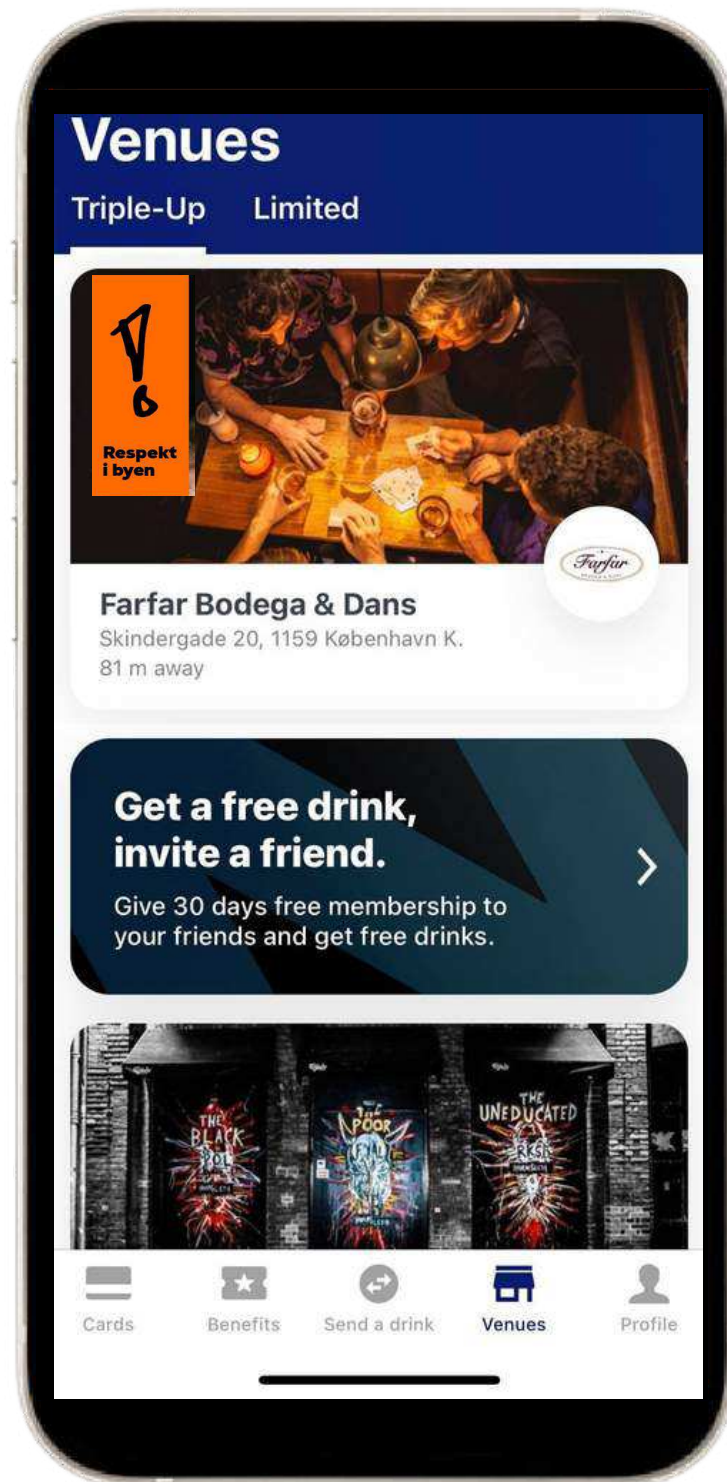 Venues
Triple-Up
Limited
Respekt
i byen
Farfar
Farfar Bodega & Dans
Skindergade 20, 1159 København K.
81 m away
Get a free drink,
invite a friend.
Give 30 days free membership to
your friends and get free drinks.
THE
BLACK
THE
POOR
THE
UNEDUCATED
Cards
Benefits
Send a drink
Venues
Profile